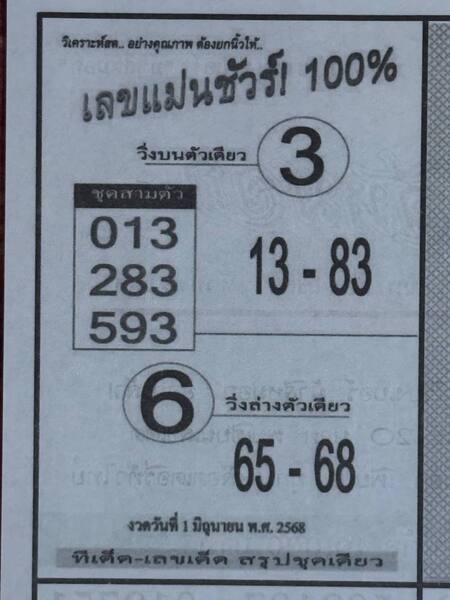 วิเคราะห์สด.. อย่างคุณภาพ ต้องยกนิ้วให้..
เลขแม่นชัวร์! 100%
วิ่งบนตัวเดียว 3
ชุดสามตัว
013
283
593
13 - 83
6 วิ่งล่างตัวเดียว
65 - 68
งวดวันที่ 1 มิถุนายน พ.ศ. 2568
ทีเด็ด-เลขเด็ด สรุปชุดเดียว